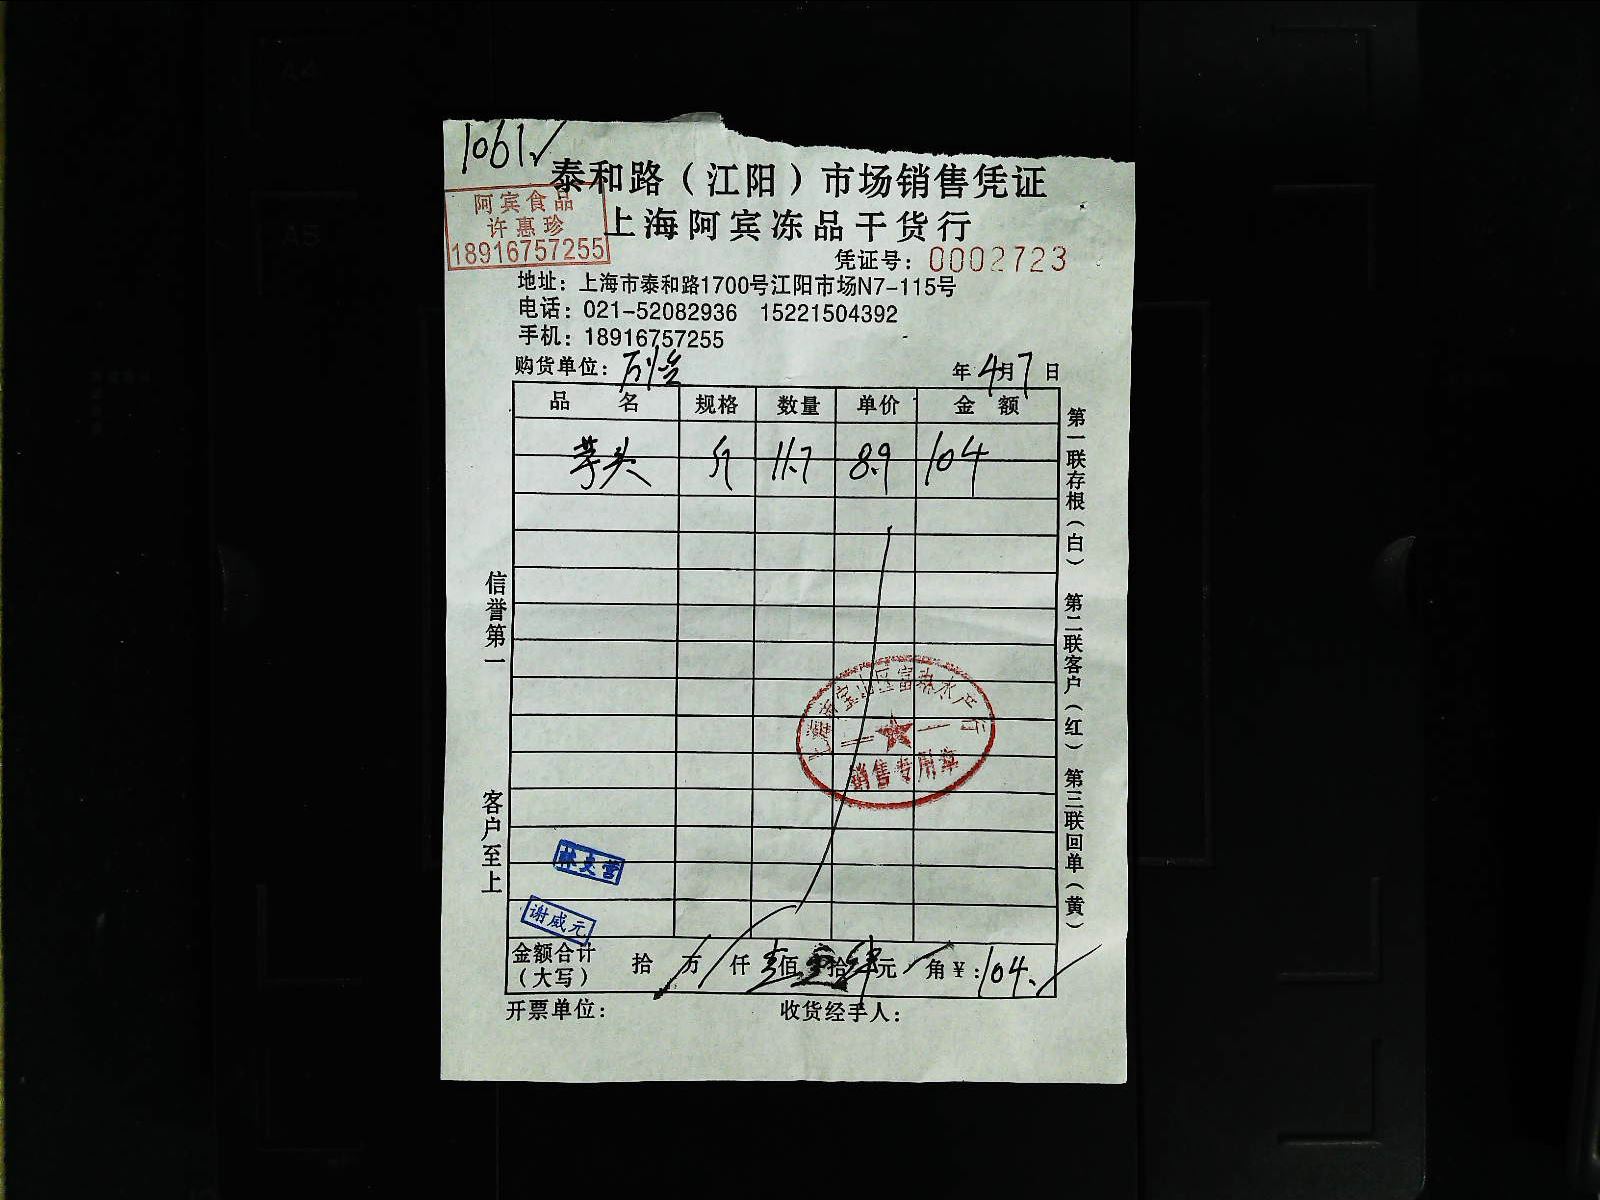 1061
泰和路（江阳）市场销售凭证
阿宾食品
许惠珍
18916757255
上海阿宾冻品干货行
凭证号：0002723
地址：上海市泰和路1700号江阳市场N7-115号
电话：021-52082936 15221504392
手机：18916757255
购货单位：
年4月7日
品名 规格 数量 单价 金额
芋头 斤 11.7 8.9 104
第一联存根（白） 第二联客户（红） 第三联回单（黄）
信誉第一
客户至上
销售专用章
谢威元
金额合计（大写） 拾 万 仟 壹佰 零拾 肆元 角 ¥：104.
开票单位： 收货经手人：